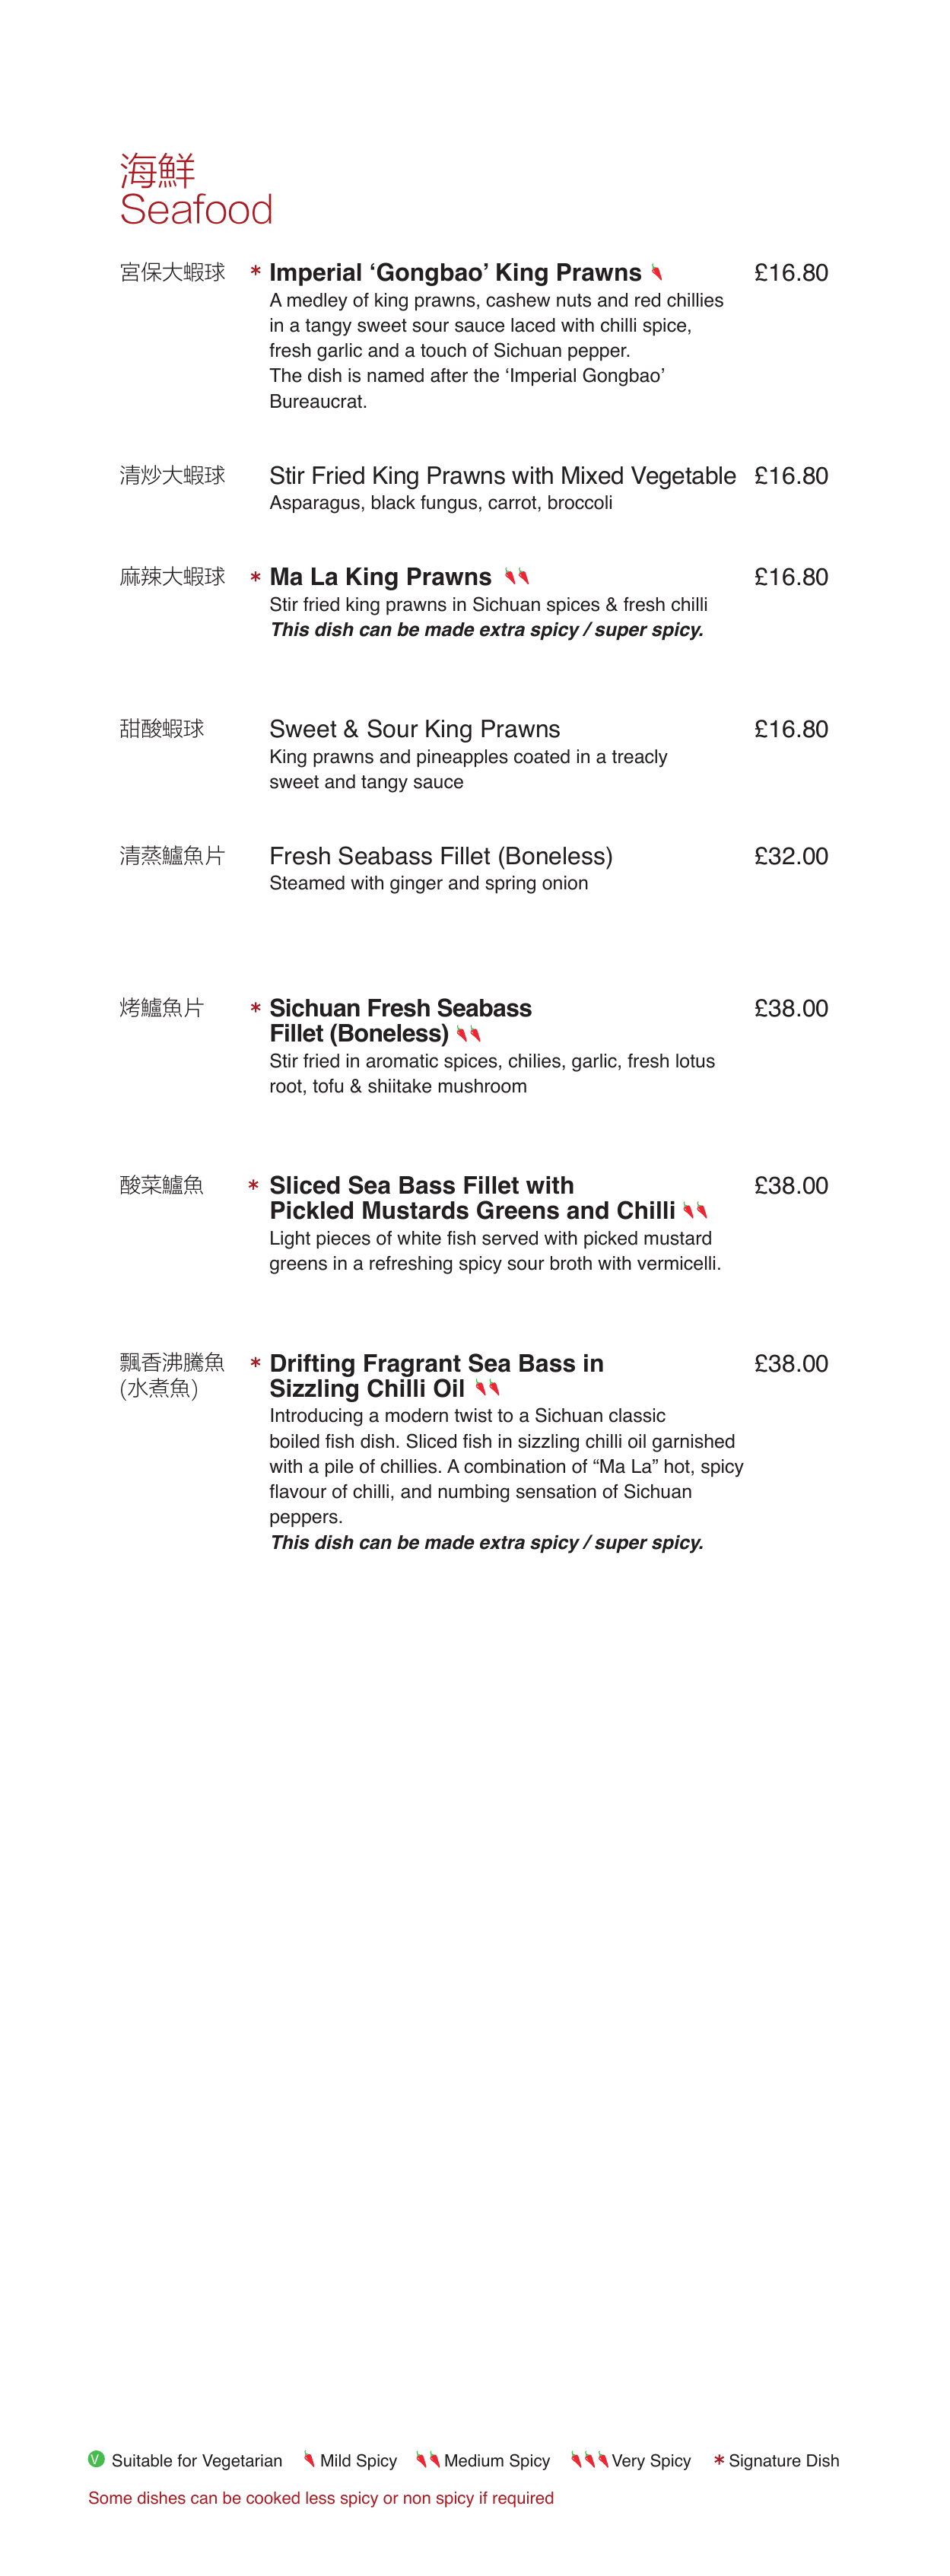 海鮮
Seafood
宮保大蝦球 * Imperial ‘Gongbao’ King Prawns £16.80
A medley of king prawns, cashew nuts and red chillies
in a tangy sweet sour sauce laced with chilli spice,
fresh garlic and a touch of Sichuan pepper.
The dish is named after the ‘Imperial Gongbao’
Bureaucrat.
清炒大蝦球 Stir Fried King Prawns with Mixed Vegetable £16.80
Asparagus, black fungus, carrot, broccoli
麻辣大蝦球 * Ma La King Prawns £16.80
Stir fried king prawns in Sichuan spices & fresh chilli
This dish can be made extra spicy / super spicy.
甜酸蝦球 Sweet & Sour King Prawns £16.80
King prawns and pineapples coated in a treacly
sweet and tangy sauce
清蒸鱸魚片 Fresh Seabass Fillet (Boneless) £32.00
Steamed with ginger and spring onion
烤鱸魚片 * Sichuan Fresh Seabass £38.00
Fillet (Boneless)
Stir fried in aromatic spices, chilies, garlic, fresh lotus
root, tofu & shiitake mushroom
酸菜鱸魚 * Sliced Sea Bass Fillet with £38.00
Pickled Mustards Greens and Chilli
Light pieces of white fish served with picked mustard
greens in a refreshing spicy sour broth with vermicelli.
飄香沸騰魚 * Drifting Fragrant Sea Bass in £38.00
(水煮魚) Sizzling Chilli Oil
Introducing a modern twist to a Sichuan classic
boiled fish dish. Sliced fish in sizzling chilli oil garnished
with a pile of chillies. A combination of “Ma La” hot, spicy
flavour of chilli, and numbing sensation of Sichuan
peppers.
This dish can be made extra spicy / super spicy.
V Suitable for Vegetarian Mild Spicy Medium Spicy Very Spicy * Signature Dish
Some dishes can be cooked less spicy or non spicy if required